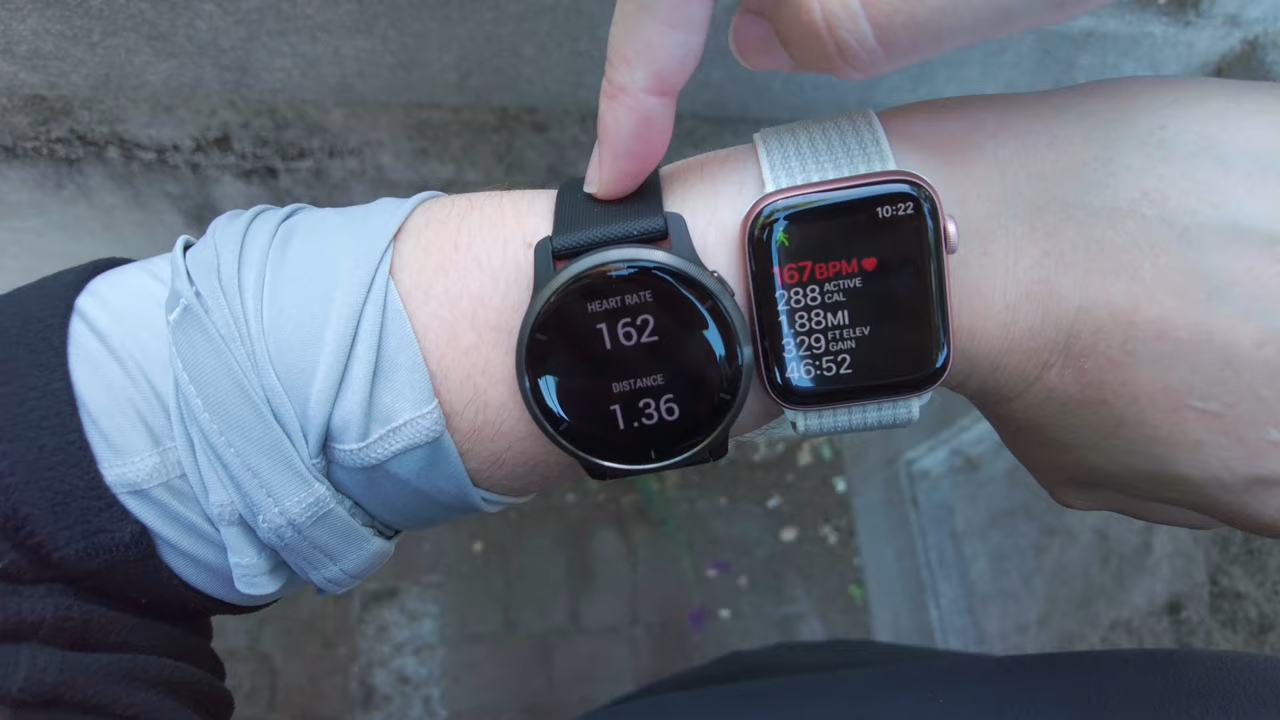 HEART RATE
162
DISTANCE
1.36
10:22
167BPM
288 ACTIVE CAL
1.88MI
329 FT ELEV GAIN
46:52